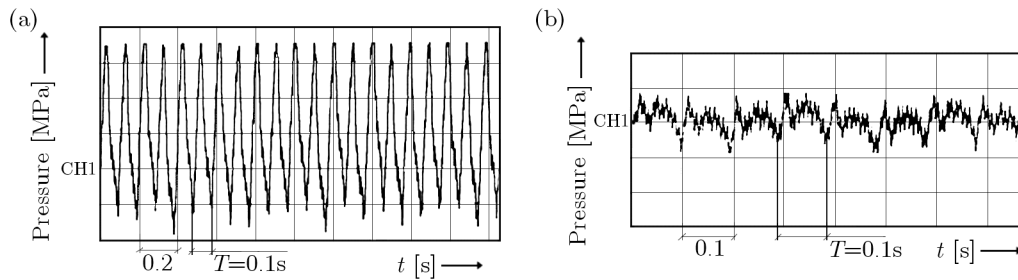 (a)
Pressure [MPa]
CH1
0.2
T=0.1s
t [s]
(b)
Pressure [MPa]
CH1
0.1
T=0.1s
t [s]